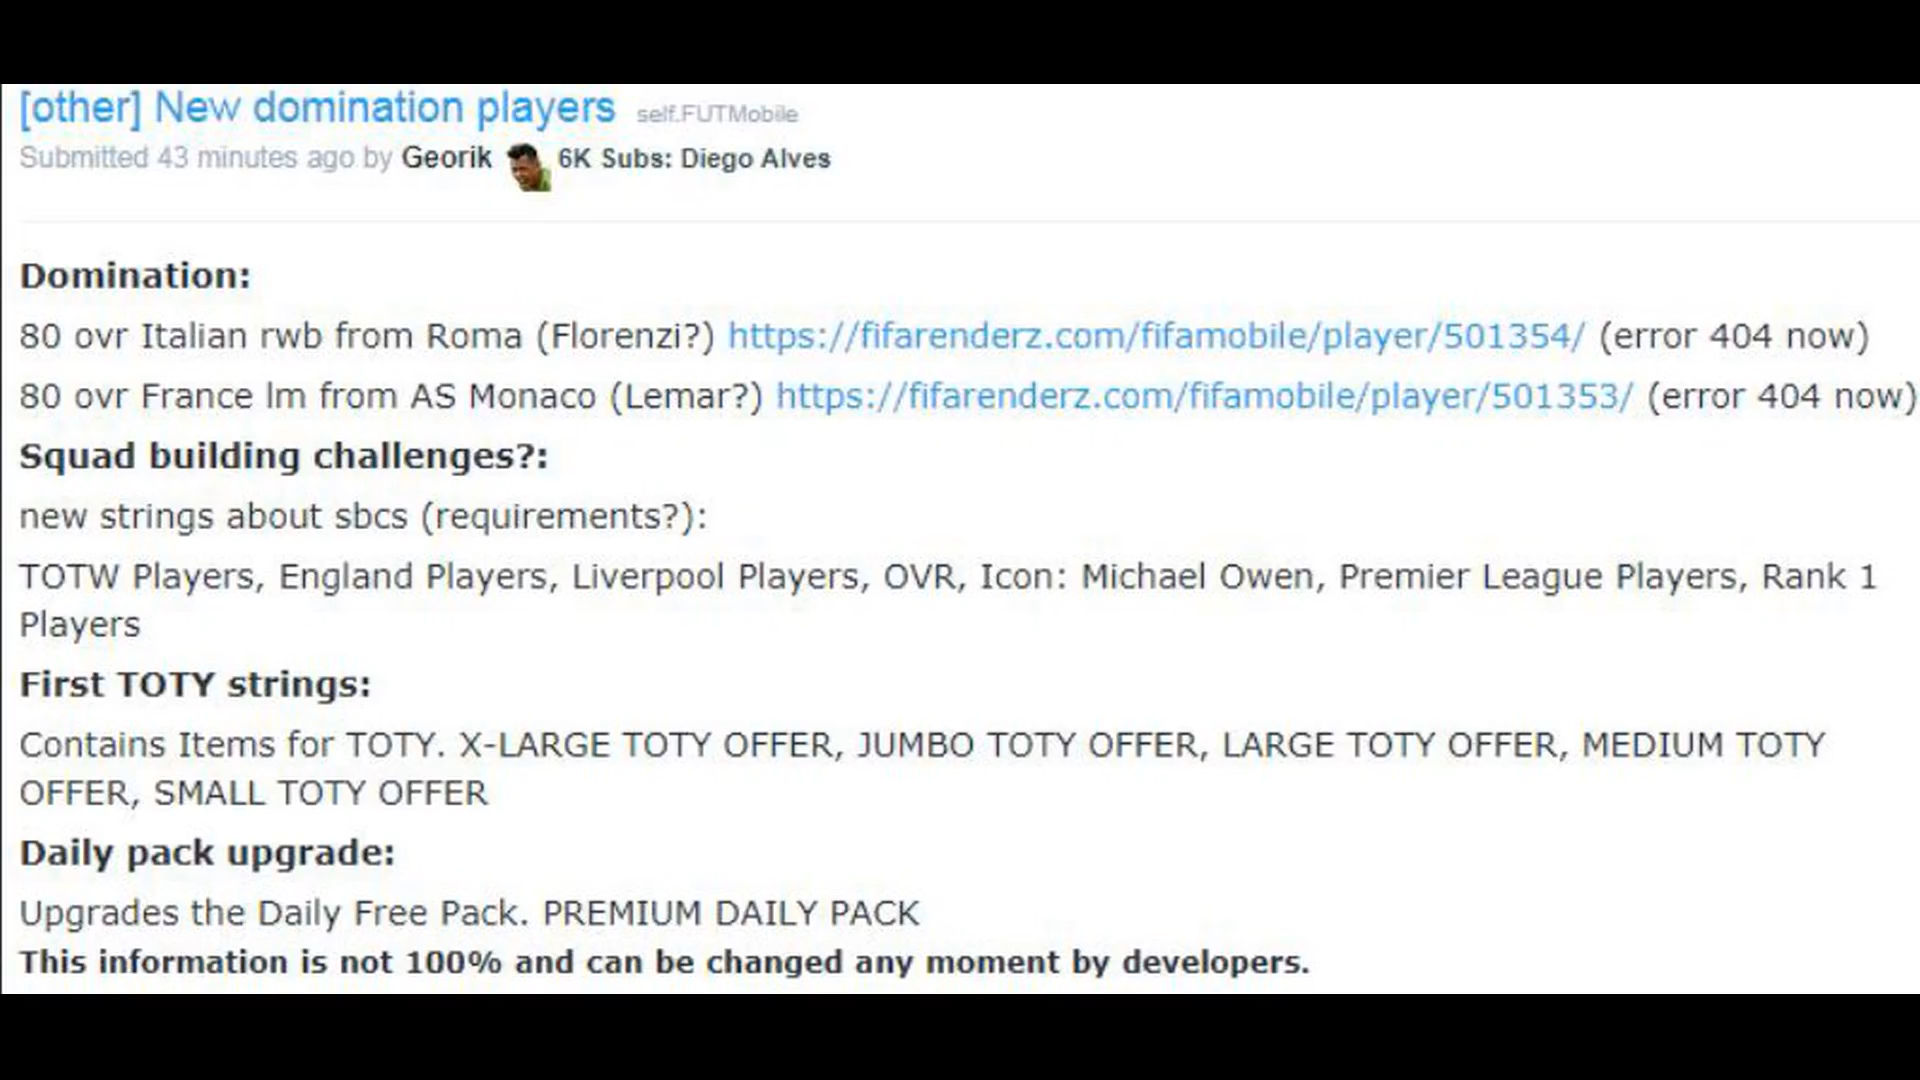 [other] New domination players self.FUTMobile
Submitted 43 minutes ago by Georik 6K Subs: Diego Alves
Domination:
80 ovr Italian rwb from Roma (Florenzi?) https://fifarenderz.com/fifamobile/player/501354/ (error 404 now)
80 ovr France lm from AS Monaco (Lemar?) https://fifarenderz.com/fifamobile/player/501353/ (error 404 now)
Squad building challenges?:
new strings about sbcs (requirements?):
TOTW Players, England Players, Liverpool Players, OVR, Icon: Michael Owen, Premier League Players, Rank 1
Players
First TOTY strings:
Contains Items for TOTY. X-LARGE TOTY OFFER, JUMBO TOTY OFFER, LARGE TOTY OFFER, MEDIUM TOTY
OFFER, SMALL TOTY OFFER
Daily pack upgrade:
Upgrades the Daily Free Pack. PREMIUM DAILY PACK
This information is not 100% and can be changed any moment by developers.